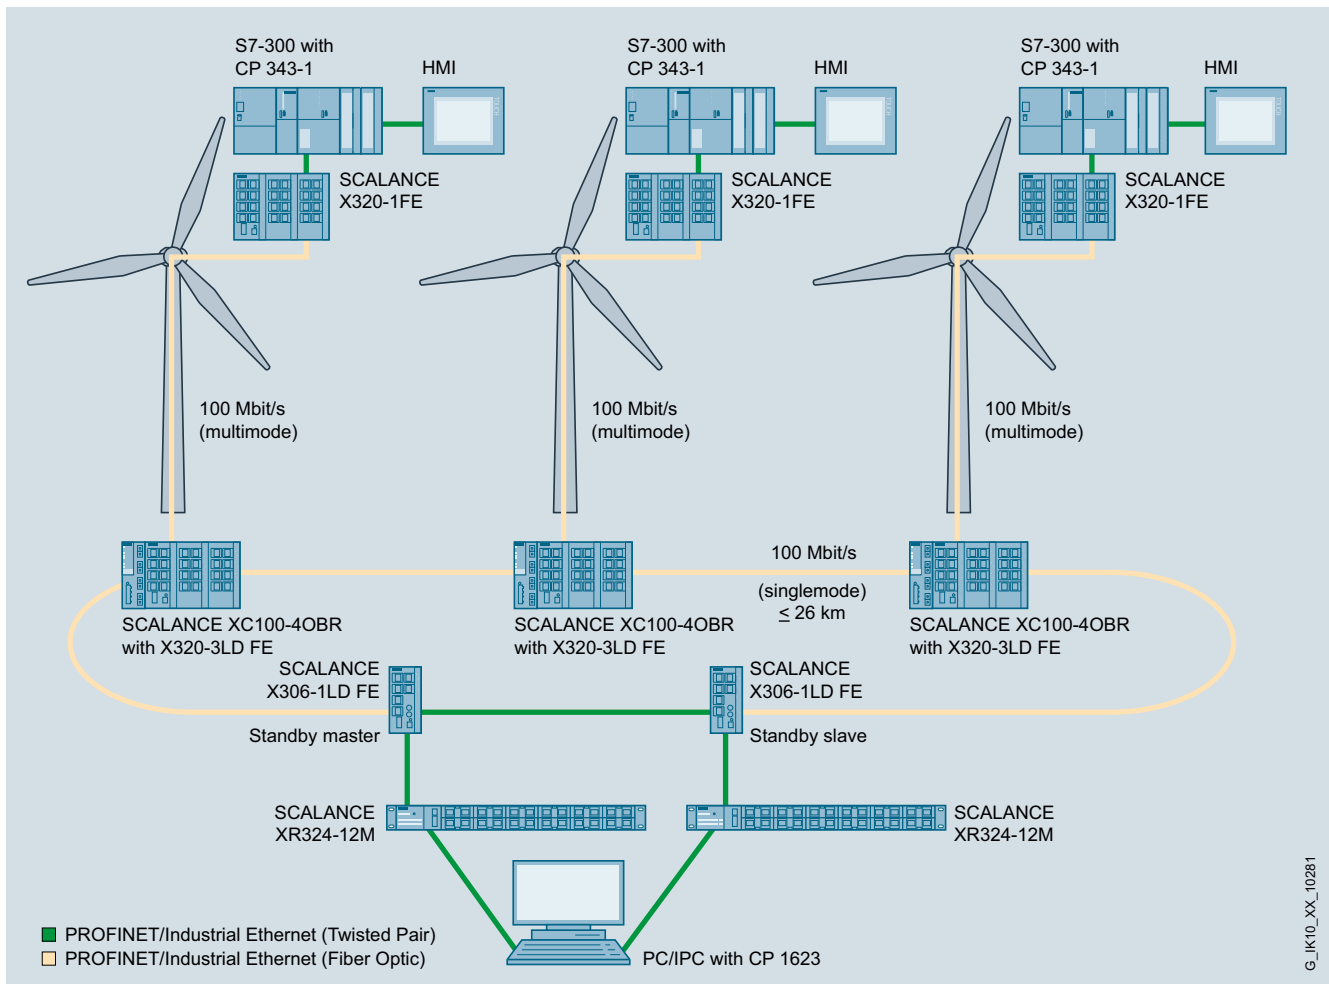 S7-300 with
CP 343-1
HMI
S7-300 with
CP 343-1
HMI
S7-300 with
CP 343-1
HMI
SCALANCE
X320-1FE
SCALANCE
X320-1FE
SCALANCE
X320-1FE
100 Mbit/s
(multimode)
100 Mbit/s
(multimode)
100 Mbit/s
(multimode)
100 Mbit/s
(singlemode)
≤ 26 km
SCALANCE XC100-4OBR
with X320-3LD FE
SCALANCE XC100-4OBR
with X320-3LD FE
SCALANCE XC100-4OBR
with X320-3LD FE
SCALANCE
X306-1LD FE
SCALANCE
X306-1LD FE
Standby master
Standby slave
SCALANCE
XR324-12M
SCALANCE
XR324-12M
PROFINET/Industrial Ethernet (Twisted Pair)
PROFINET/Industrial Ethernet (Fiber Optic)
PC/IPC with CP 1623
G_IK10_XX_10281